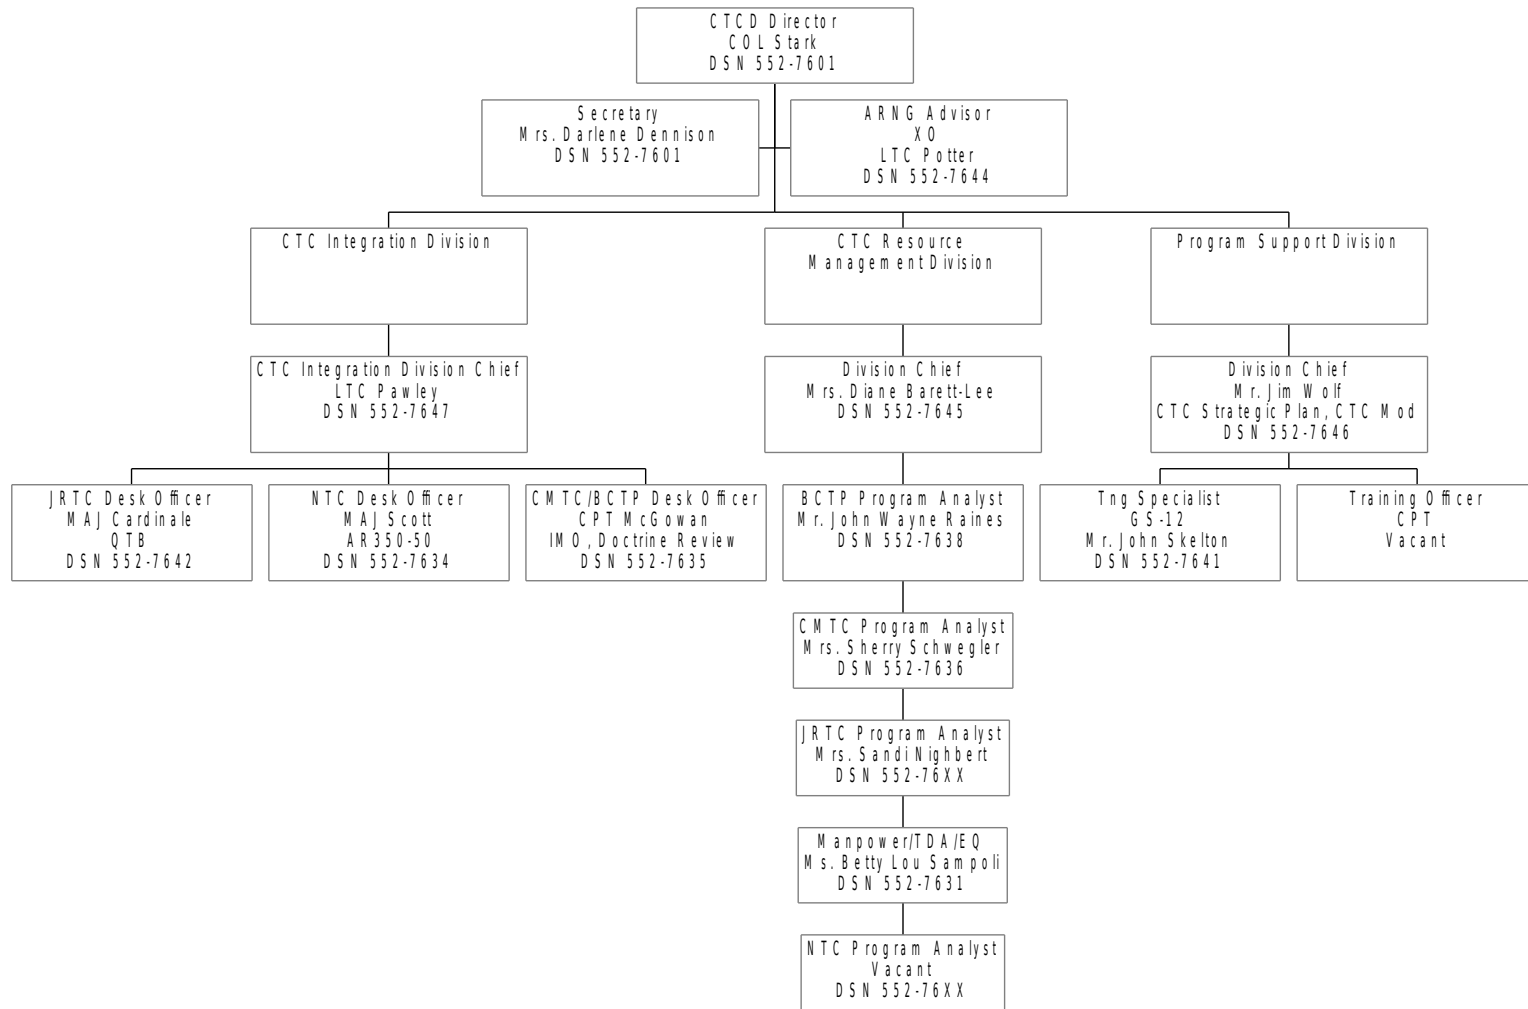 CTCD Director
COL Stark
DSN 552-7601
Secretary
Mrs. Darlene Dennison
DSN 552-7601
ARNG Advisor
XO
LTC Potter
DSN 552-7644
CTC Integration Division
CTC Resource
Management Division
Program Support Division
CTC Integration Division Chief
LTC Pawley
DSN 552-7647
Division Chief
Mrs. Diane Barett-Lee
DSN 552-7645
Division Chief
Mr. Jim Wolf
CTC Strategic Plan, CTC Mod
DSN 552-7646
JRTC Desk Officer
MAJ Cardinale
QTB
DSN 552-7642
NTC Desk Officer
MAJ Scott
AR350-50
DSN 552-7634
CMTC/BCTP Desk Officer
CPT McGowan
IMO, Doctrine Review
DSN 552-7635
BCTP Program Analyst
Mr. John Wayne Raines
DSN 552-7638
Tng Specialist
GS-12
Mr. John Skelton
DSN 552-7641
Training Officer
CPT
Vacant
CMTC Program Analyst
Mrs. Sherry Schwegler
DSN 552-7636
JRTC Program Analyst
Mrs. Sandi Nighbert
DSN 552-76XX
Manpower/TDA/EQ
Ms. Betty Lou Sampoli
DSN 552-7631
NTC Program Analyst
Vacant
DSN 552-76XX